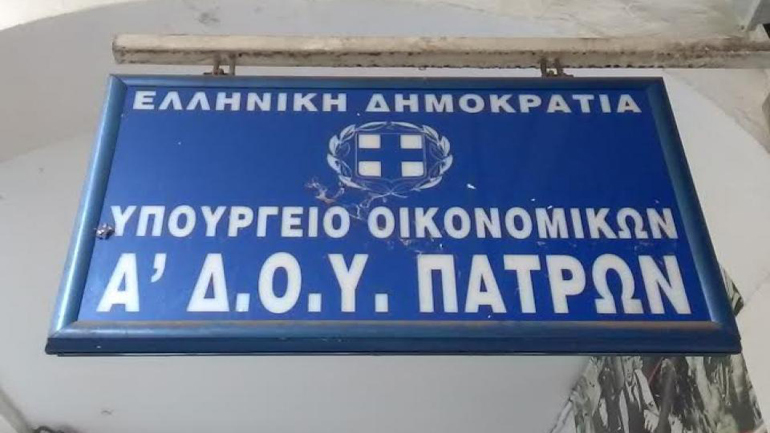 ΕΛΛΗΝΙΚΗ ΔΗΜΟΚΡΑΤΙΑ
ΥΠΟΥΡΓΕΙΟ ΟΙΚΟΝΟΜΙΚΩΝ
Α' Δ.Ο.Υ. ΠΑΤΡΩΝ